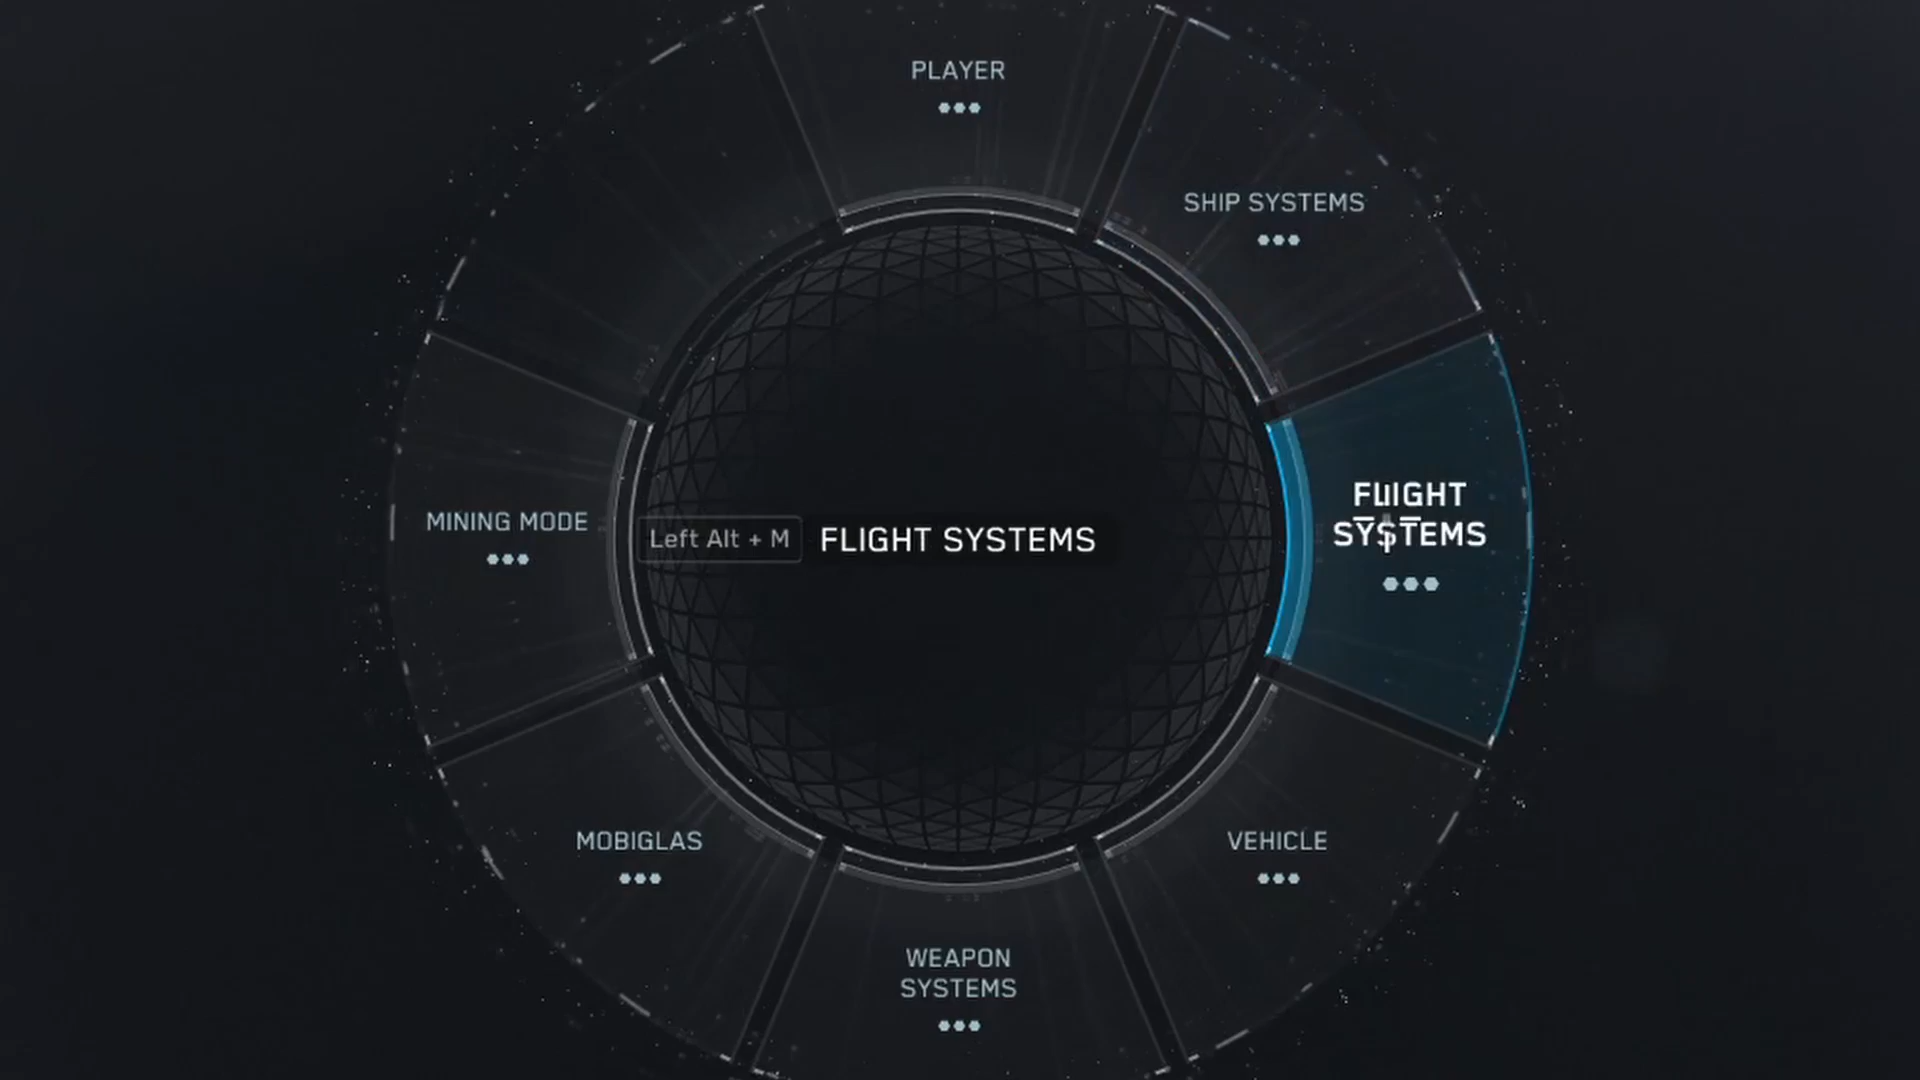 PLAYER
SHIP SYSTEMS
FLIGHT
SYSTEMS
MINING MODE
Left Alt + M
FLIGHT SYSTEMS
MOBIGLAS
VEHICLE
WEAPON
SYSTEMS